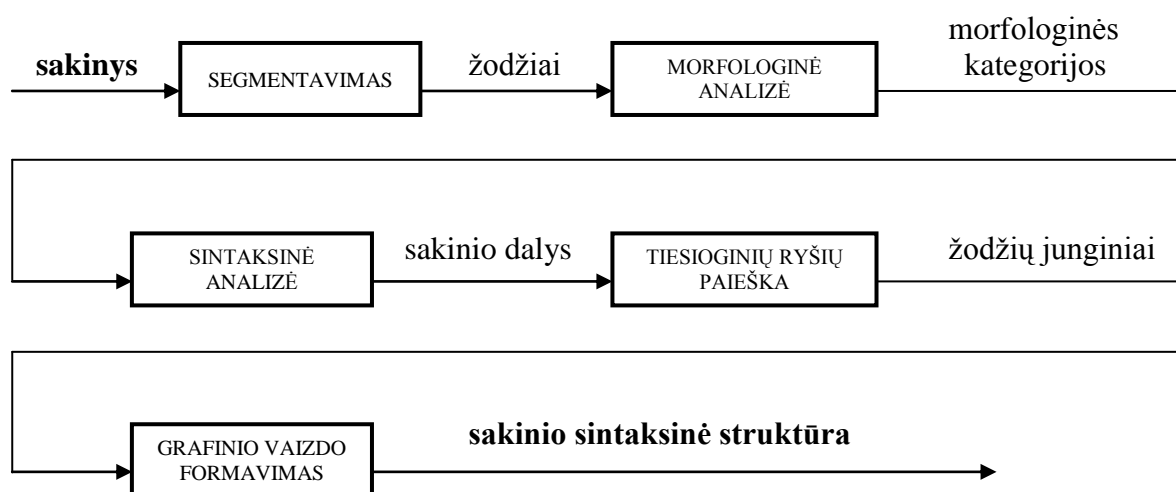 sakinys
SEGMENTAVIMAS
žodžiai
MORFOLOGINĖ
ANALIZĖ
morfologinės
kategorijos
SINTAKSINĖ
ANALIZĖ
sakinio dalys
TIESIOGINIŲ RYŠIŲ
PAIEŠKA
žodžių junginiai
GRAFINIO VAIZDO
FORMAVIMAS
sakinio sintaksinė struktūra